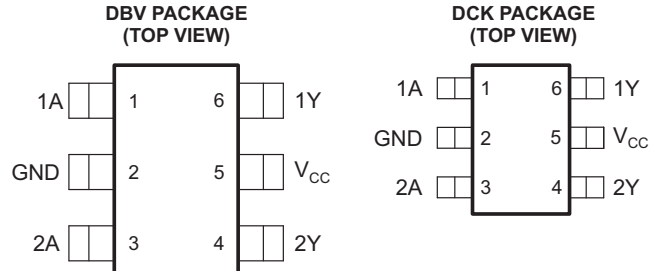 DBV PACKAGE
(TOP VIEW)
1A 1 6 1Y
GND 2 5 VCC
2A 3 4 2Y
DCK PACKAGE
(TOP VIEW)
1A 1 6 1Y
GND 2 5 VCC
2A 3 4 2Y